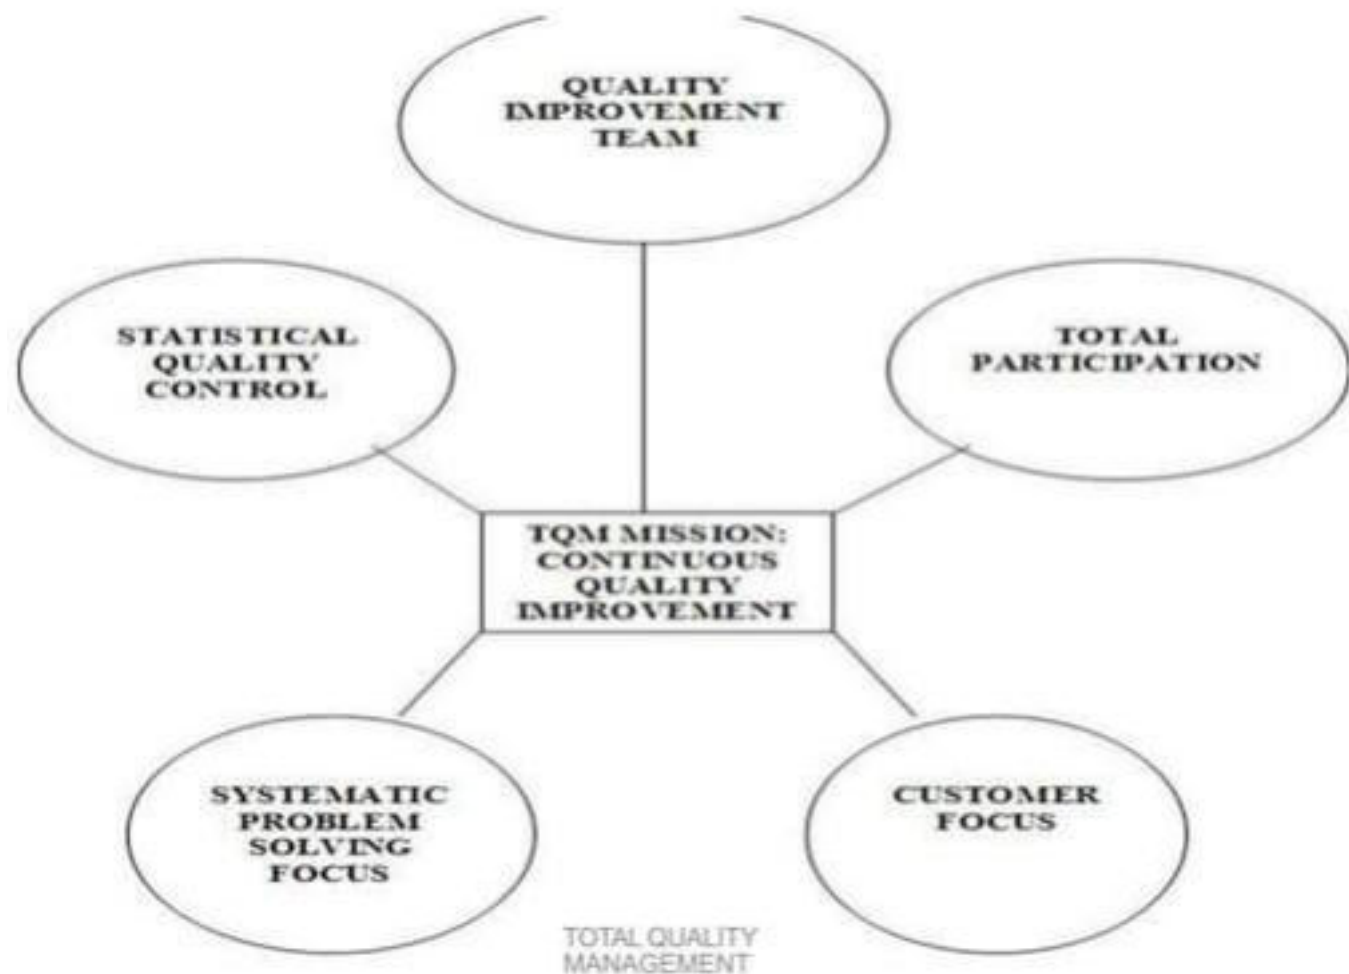 QUALITY
IMPROVEMENT
TEAM
STATISTICAL
QUALITY
CONTROL
TOTAL
PARTICIPATION
TQM MISSION:
CONTINUOUS
QUALITY
IMPROVEMENT
SYSTEMATIC
PROBLEM
SOLVING
FOCUS
CUSTOMER
FOCUS
TOTAL QUALITY
MANAGEMENT